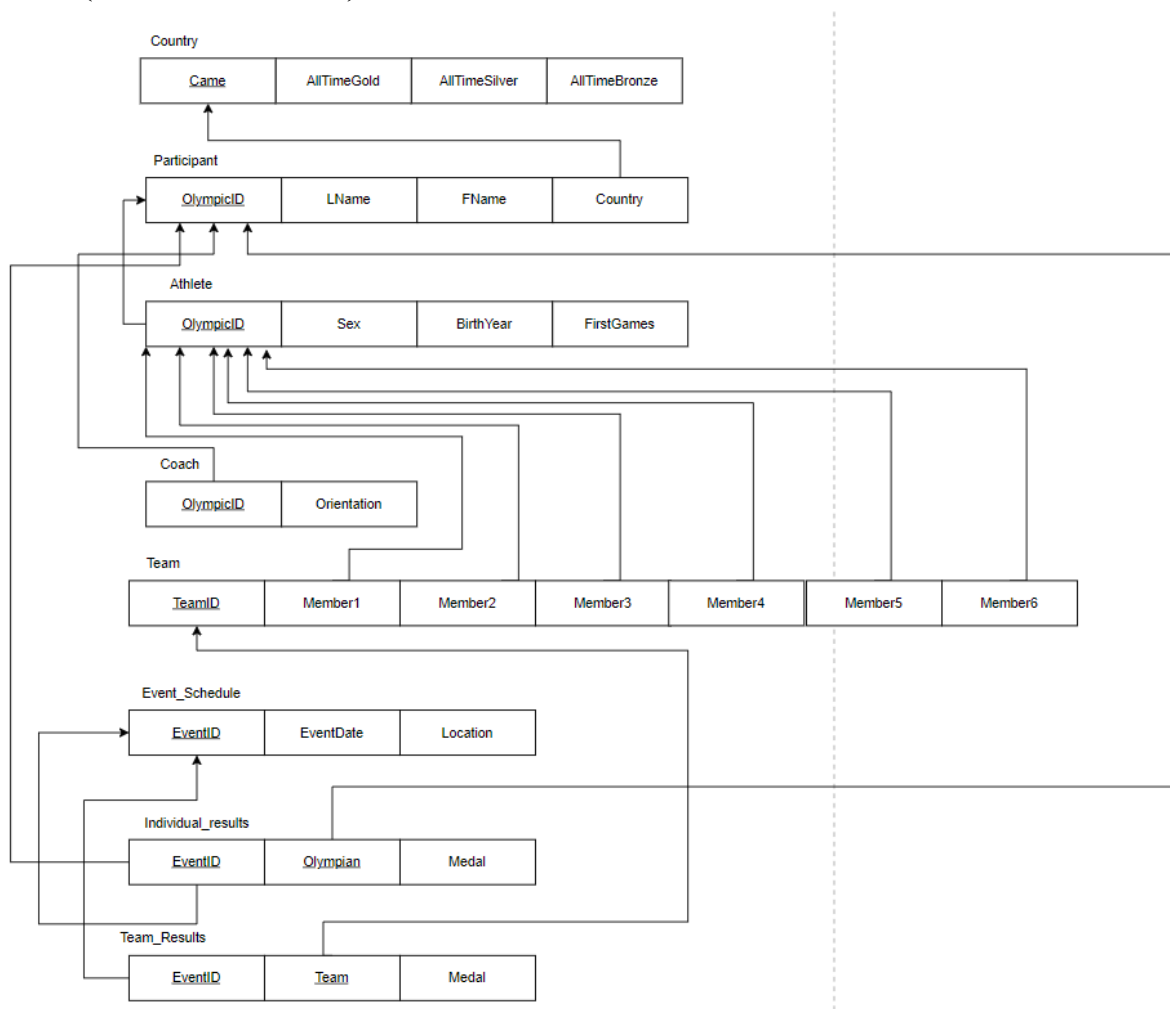 Country
Came AllTimeGold AllTimeSilver AllTimeBronze
Participant
OlympicID LName FName Country
Athlete
OlympicID Sex BirthYear FirstGames
Coach
OlympicID Orientation
Team
TeamID Member1 Member2 Member3 Member4 Member5 Member6
Event_Schedule
EventID EventDate Location
Individual_results
EventID Olympian Medal
Team_Results
EventID Team Medal